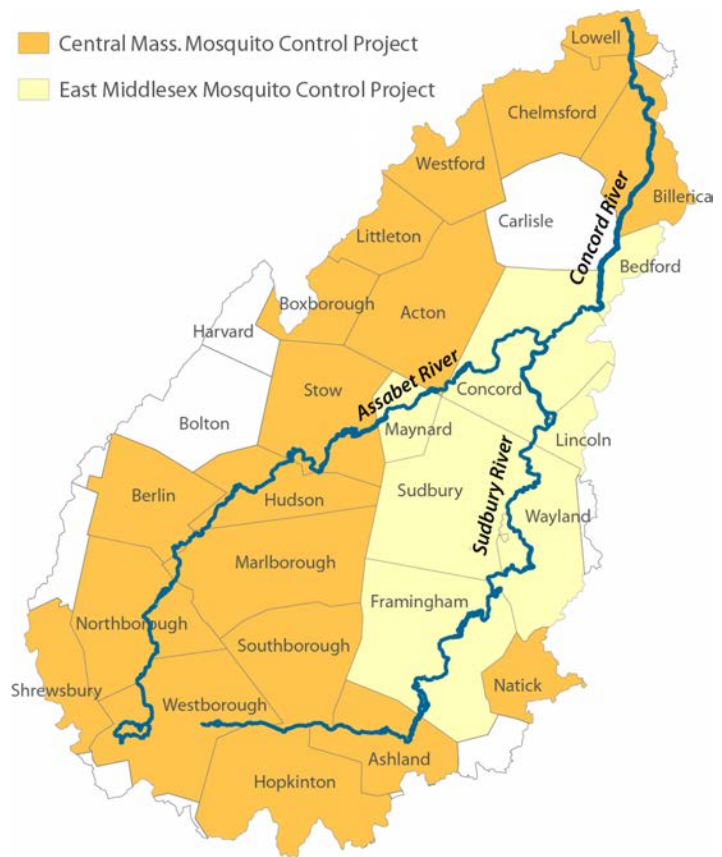 Central Mass. Mosquito Control Project
East Middlesex Mosquito Control Project
Lowell
Chelmsford
Westford
Billerica
Carlisle
Concord River
Littleton
Bedford
Boxborough
Acton
Harvard
Assabet River
Stow
Concord
Bolton
Maynard
Lincoln
Berlin
Sudbury
Sudbury River
Hudson
Wayland
Marlborough
Framingham
Northborough
Southborough
Shrewsbury
Westborough
Natick
Ashland
Hopkinton